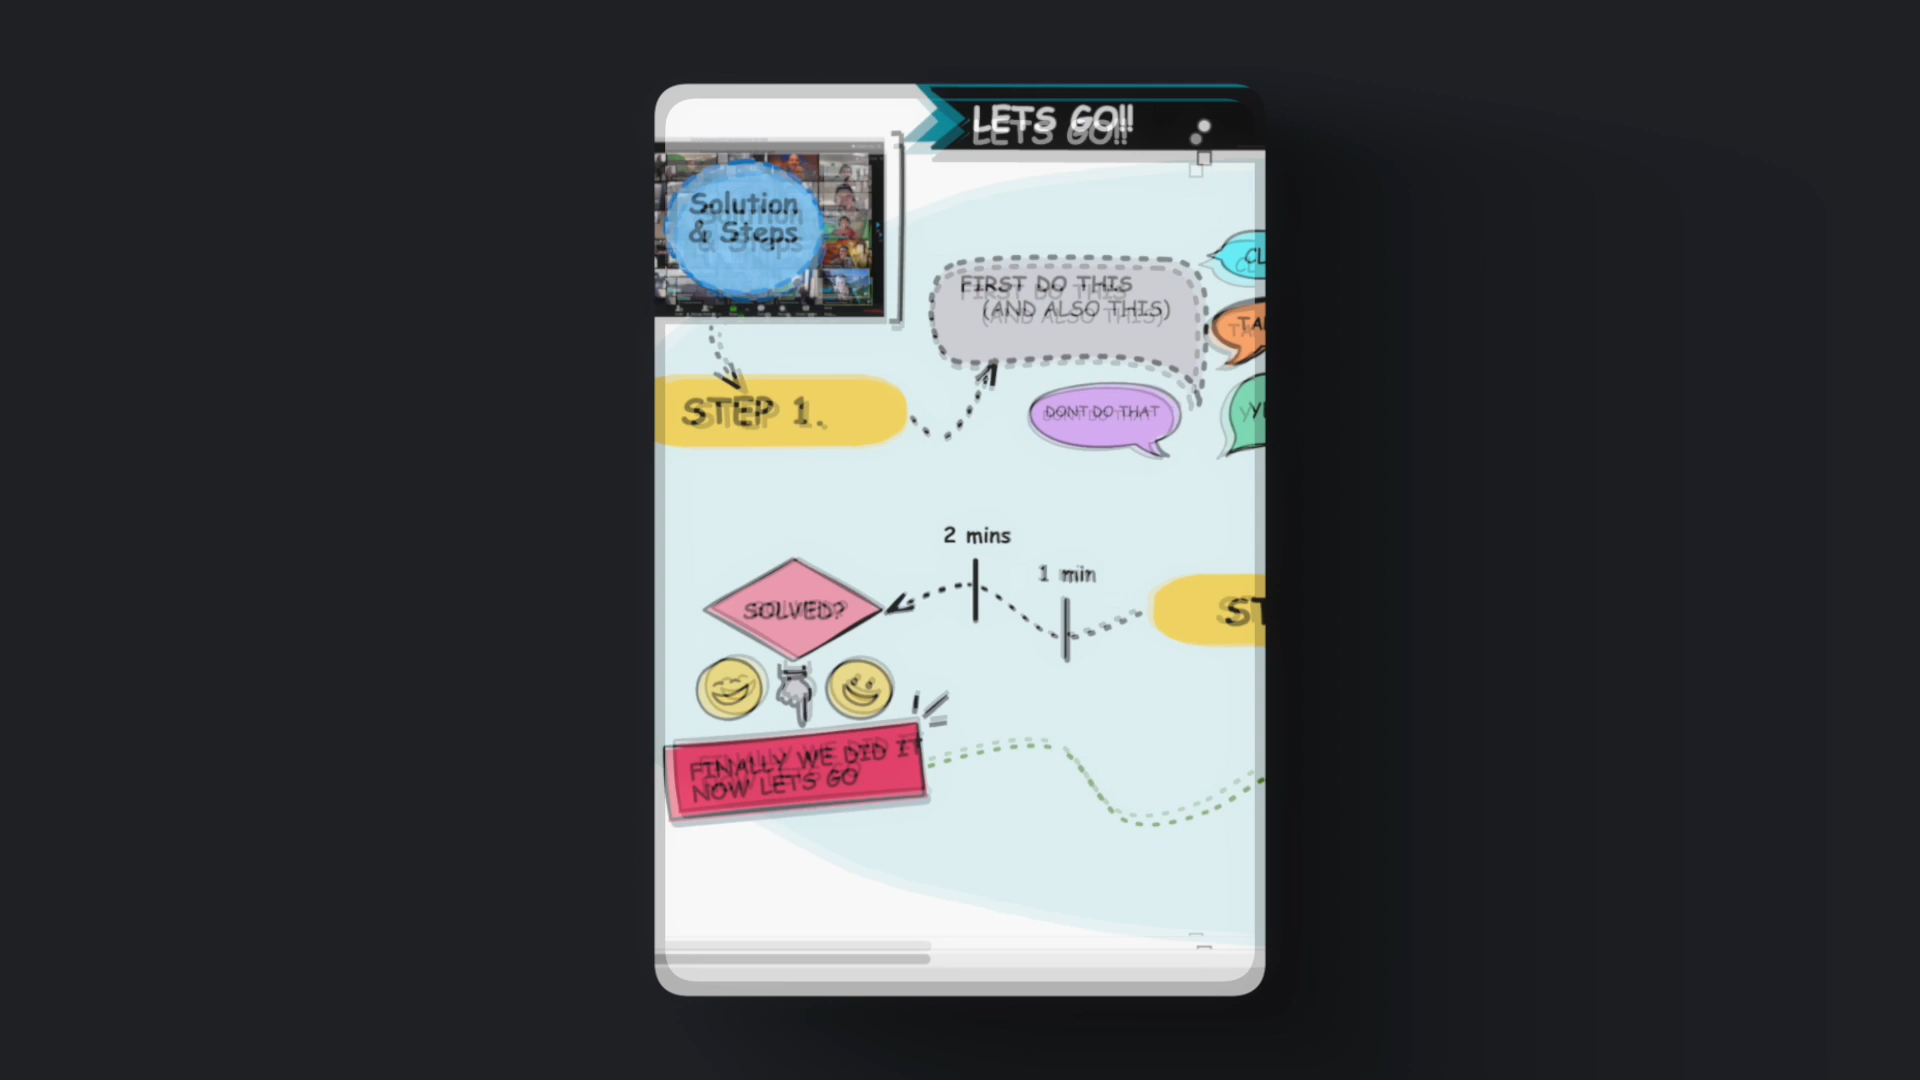 LETS GO!!
Solution
& Steps
FIRST DO THIS
(AND ALSO THIS)
STEP 1.
DONT DO THAT
2 mins
1 min
SOLVED?
FINALLY WE DID IT
NOW LETS GO